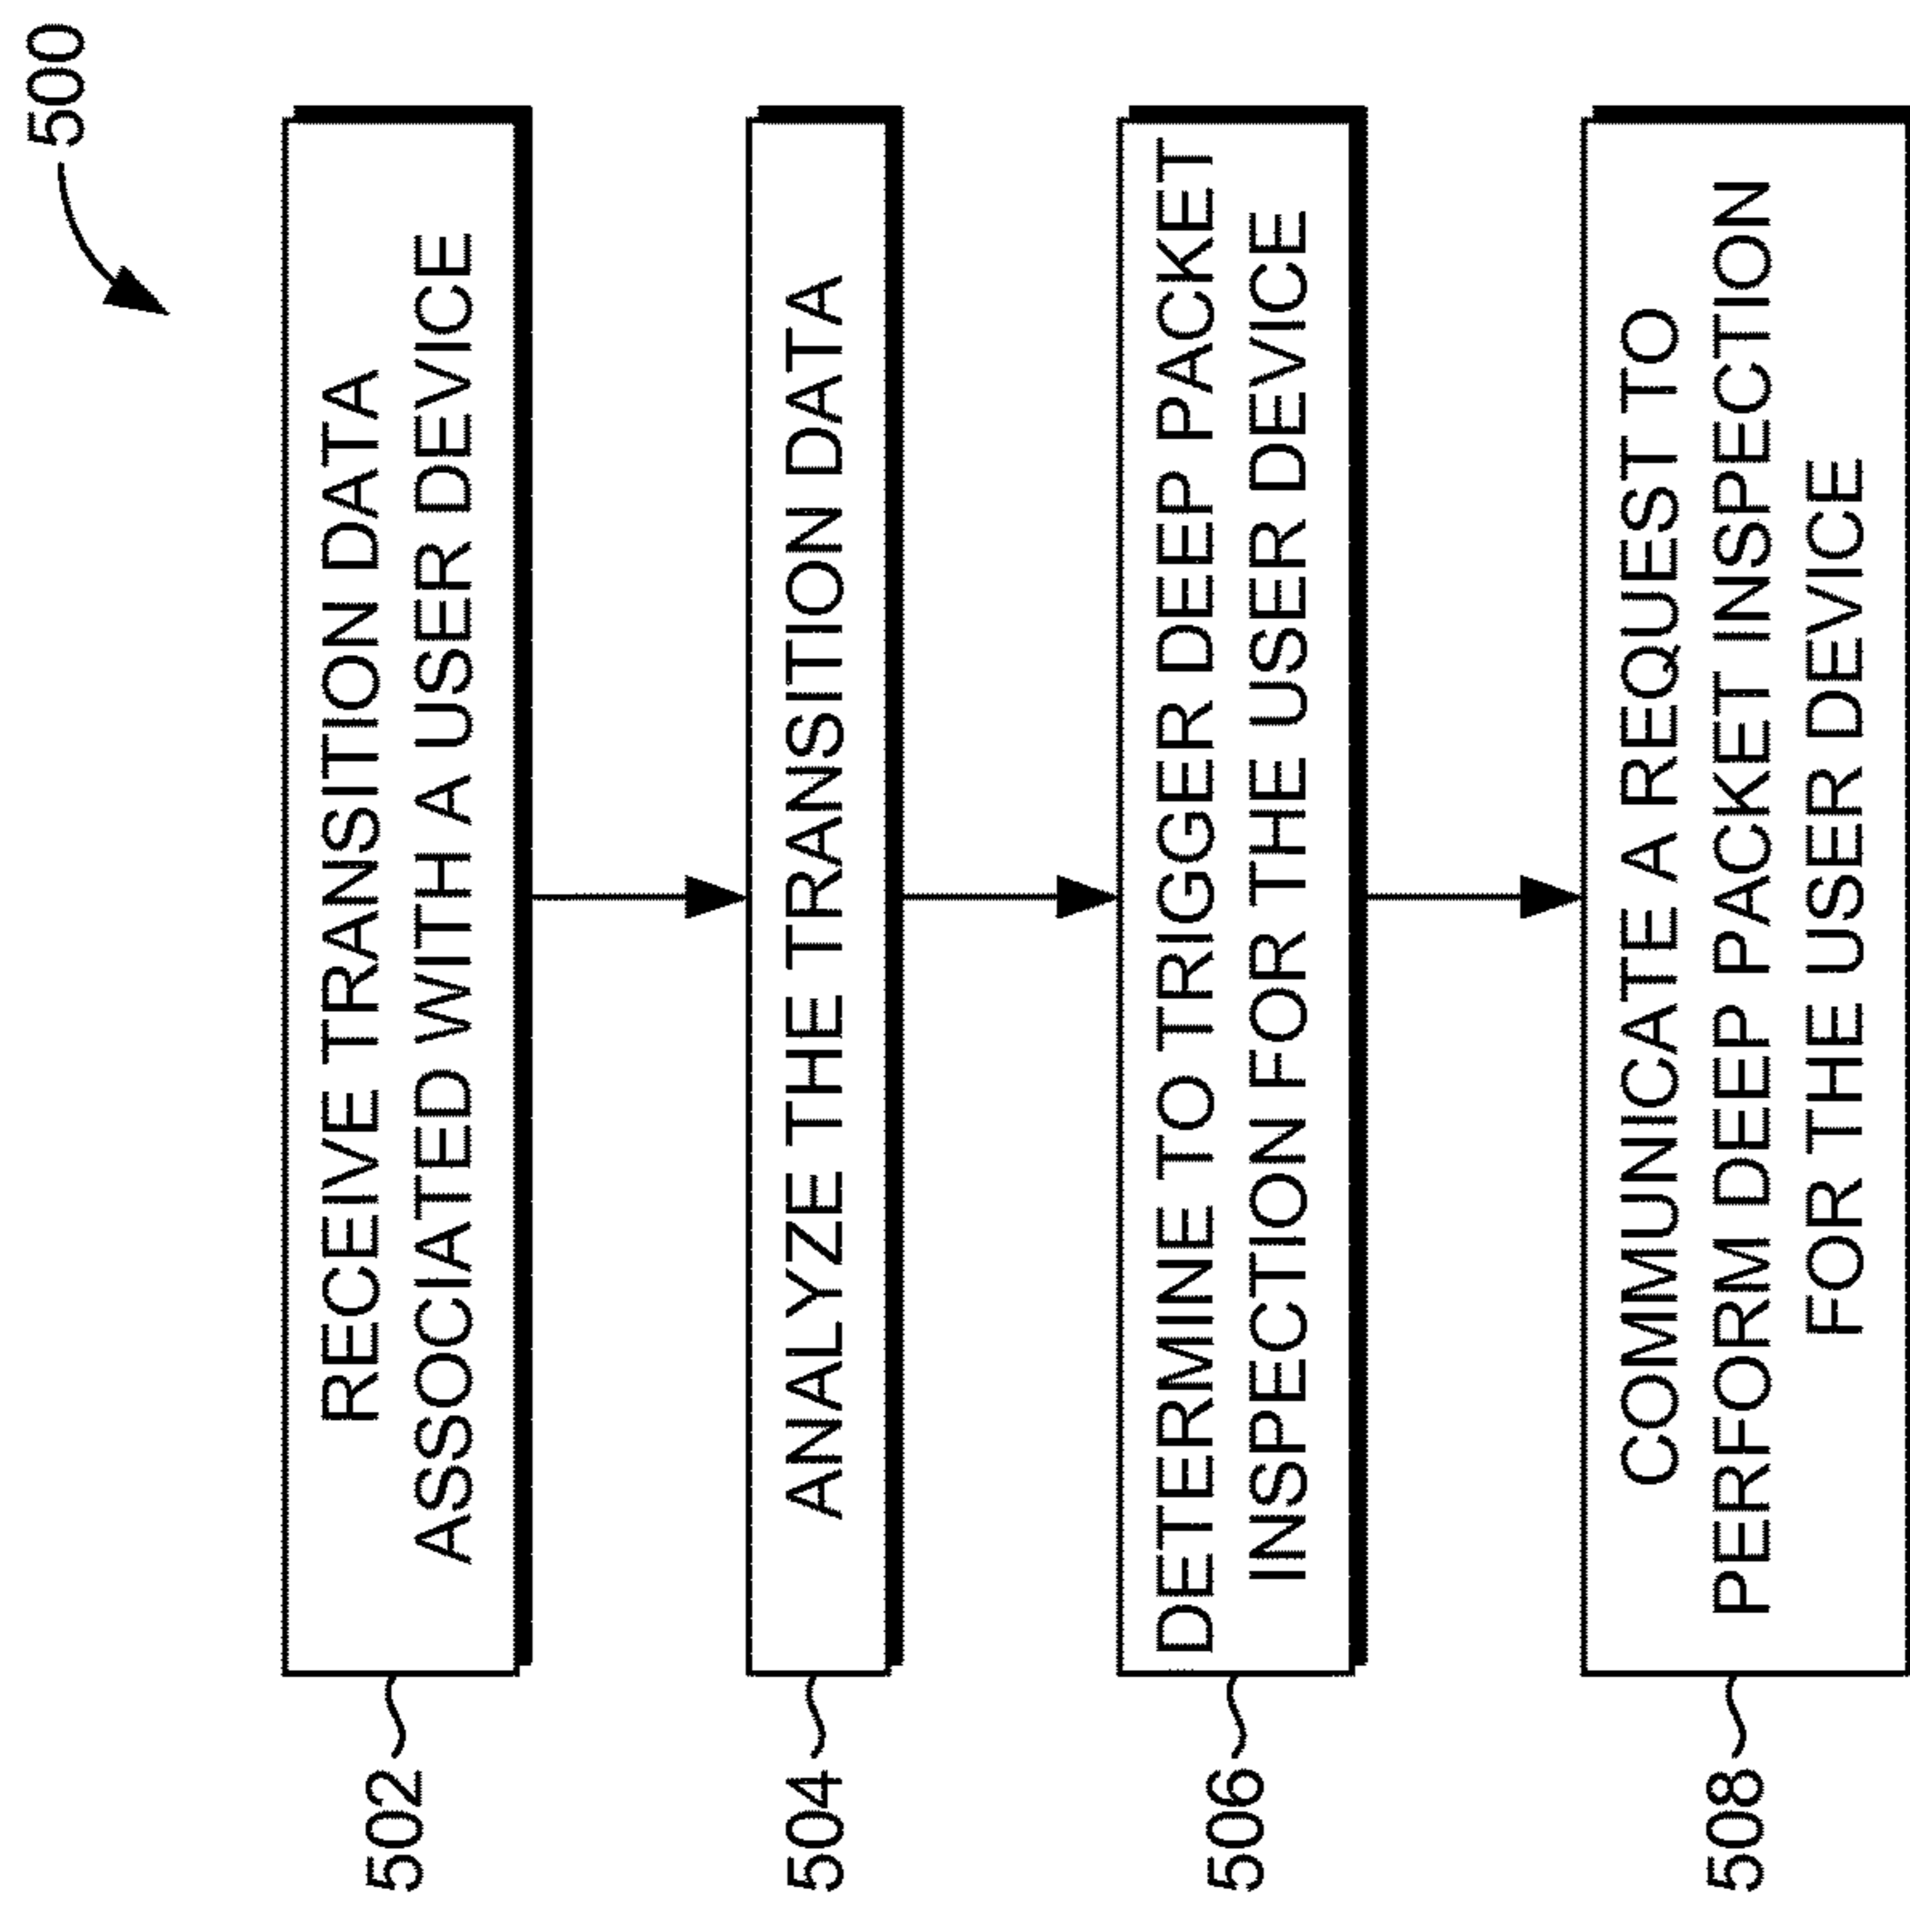 500
502
RECEIVE TRANSITION DATA
ASSOCIATED WITH A USER DEVICE
504
ANALYZE THE TRANSITION DATA
506
DETERMINE TO TRIGGER DEEP PACKET
INSPECTION FOR THE USER DEVICE
508
COMMUNICATE A REQUEST TO
PERFORM DEEP PACKET INSPECTION
FOR THE USER DEVICE